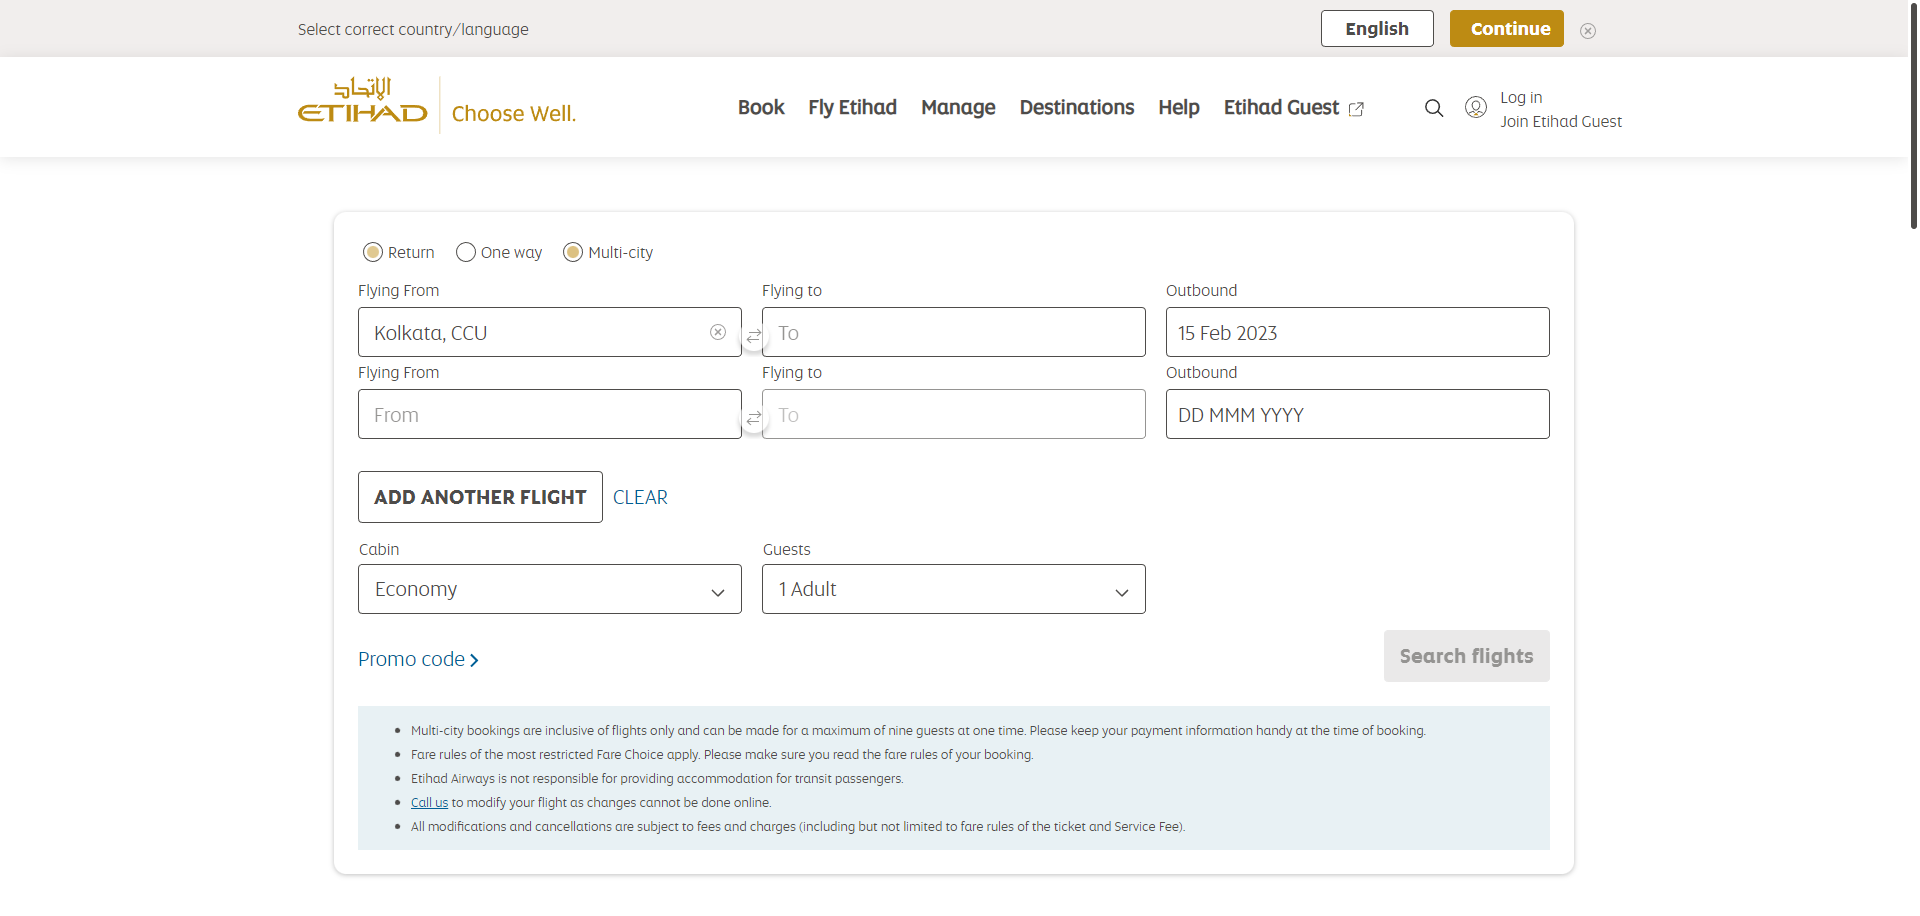 Select correct country/language
English
Continue
الإتحاد
ETIHAD
Choose Well.
Book
Fly Etihad
Manage
Destinations
Help
Etihad Guest
Log in
Join Etihad Guest
Return
One way
Multi-city
Flying From
Flying to
Outbound
Kolkata, CCU
To
15 Feb 2023
Flying From
Flying to
Outbound
From
To
DD MMM YYYY
ADD ANOTHER FLIGHT
CLEAR
Cabin
Guests
Economy
1 Adult
Promo code
Search flights
Multi-city bookings are inclusive of flights only and can be made for a maximum of nine guests at one time. Please keep your payment information handy at the time of booking.
Fare rules of the most restricted Fare Choice apply. Please make sure you read the fare rules of your booking.
Etihad Airways is not responsible for providing accommodation for transit passengers.
Call us to modify your flight as changes cannot be done online.
All modifications and cancellations are subject to fees and charges (including but not limited to fare rules of the ticket and Service Fee).